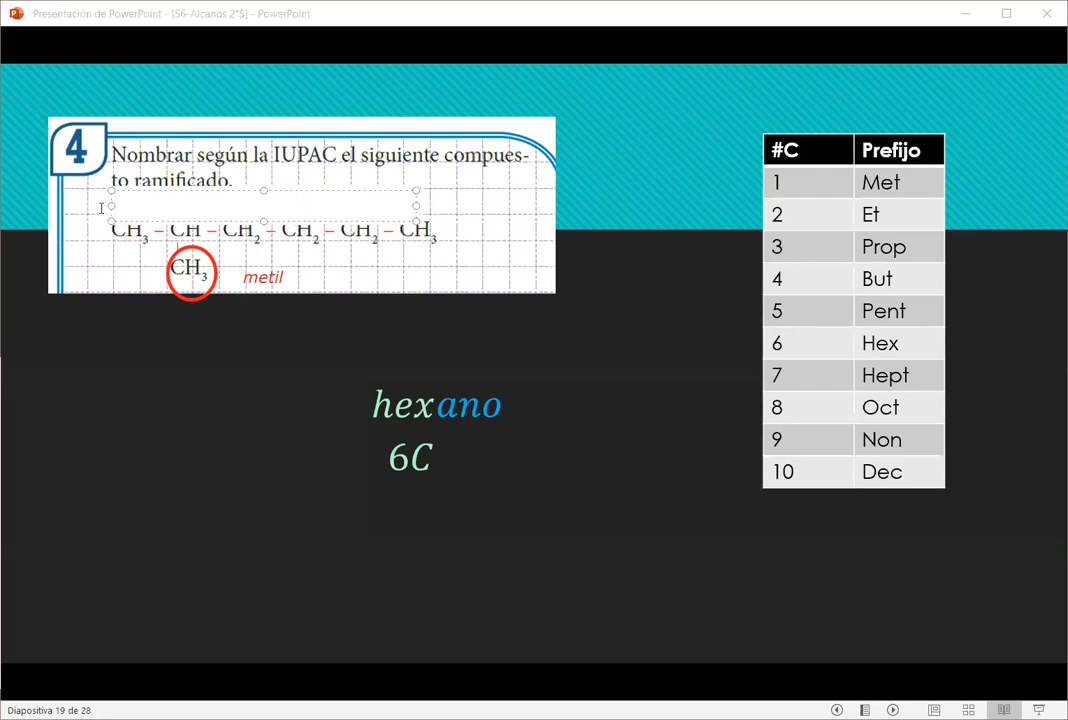 Presentación de PowerPoint - [S6-Alcanos 2°S] - PowerPoint
4
Nombrar según la IUPAC el siguiente compues-
to ramificado.
CH3 – CH – CH2 – CH2 – CH2 – CH3
CH3
metil
hexano
6C
#C Prefijo
1 Met
2 Et
3 Prop
4 But
5 Pent
6 Hex
7 Hept
8 Oct
9 Non
10 Dec
Diapositiva 19 de 28